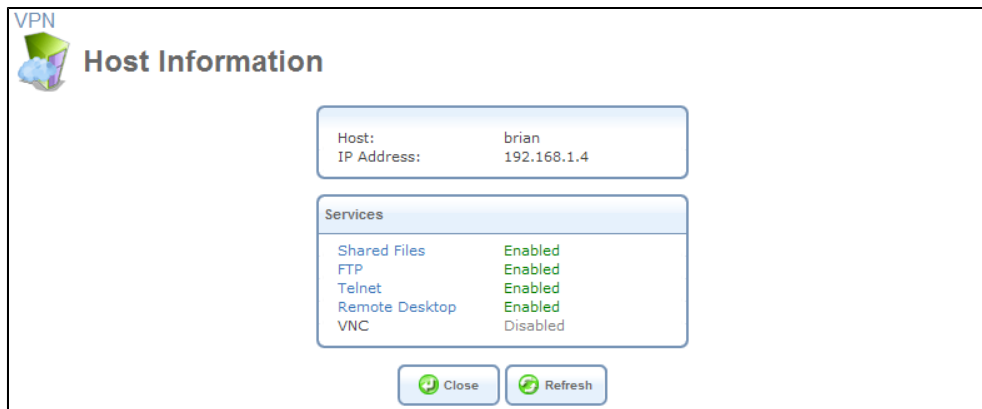 VPN
Host Information
Host: brian
IP Address: 192.168.1.4
Services
Shared Files Enabled
FTP Enabled
Telnet Enabled
Remote Desktop Enabled
VNC Disabled
Close Refresh